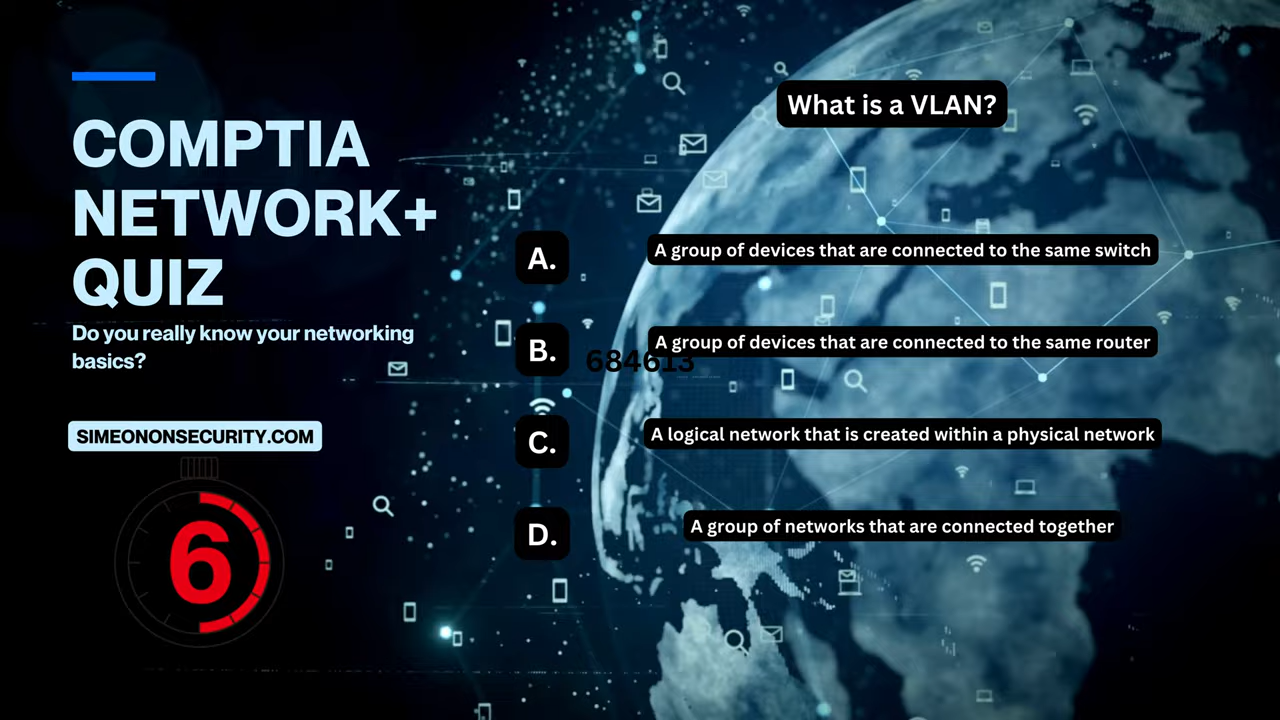 COMPTIA
NETWORK+
QUIZ
Do you really know your networking
basics?
SIMEONONSECURITY.COM
6
What is a VLAN?
A. A group of devices that are connected to the same switch
B. A group of devices that are connected to the same router
684613
C. A logical network that is created within a physical network
D. A group of networks that are connected together